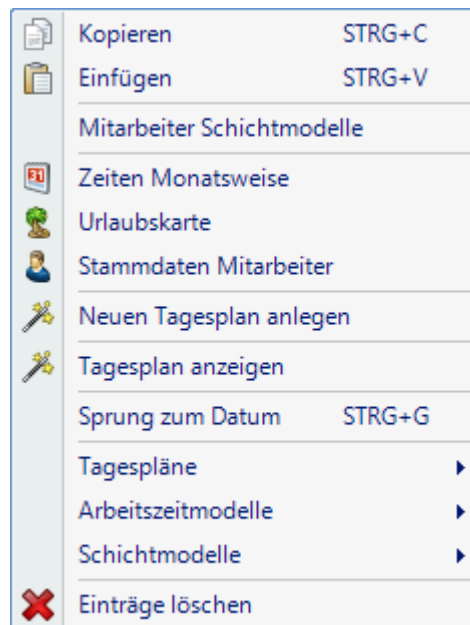 Kopieren STRG+C
Einfügen STRG+V
Mitarbeiter Schichtmodelle
31
Zeiten Monatsweise
Urlaubskarte
Stammdaten Mitarbeiter
Neuen Tagesplan anlegen
Tagesplan anzeigen
Sprung zum Datum STRG+G
Tagespläne
Arbeitszeitmodelle
Schichtmodelle
Einträge löschen